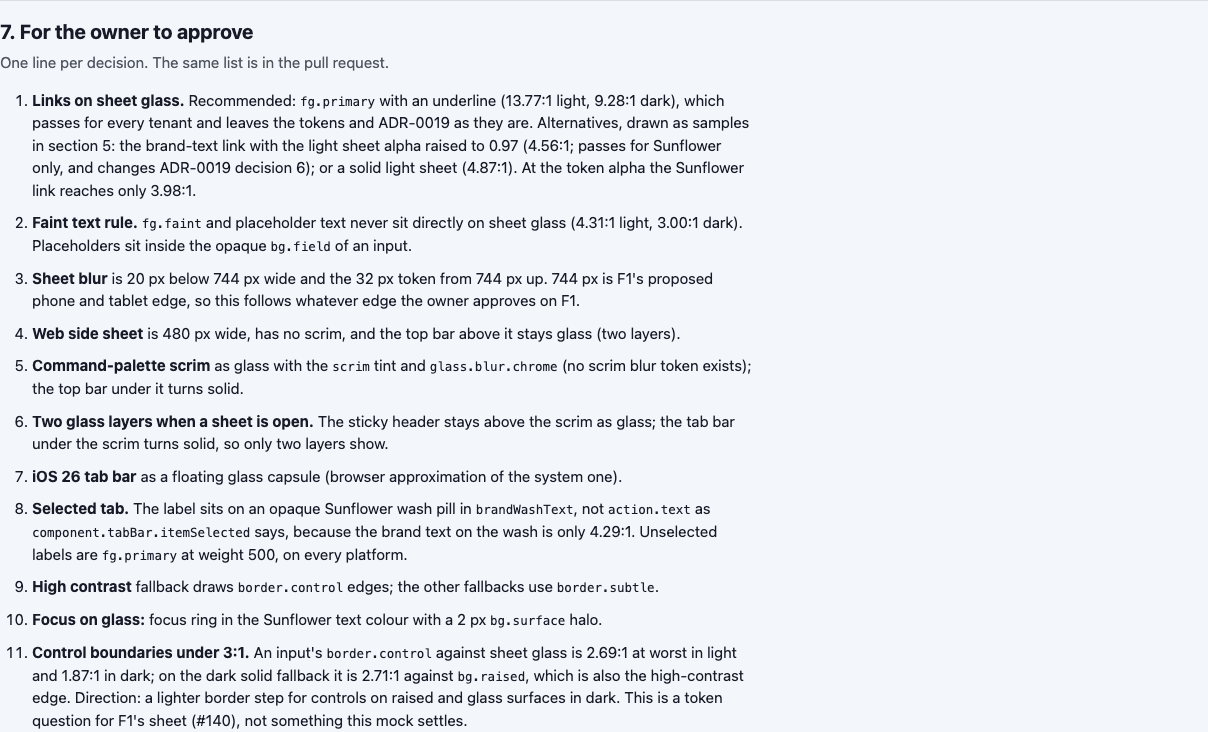 7. For the owner to approve
One line per decision. The same list is in the pull request.
1. Links on sheet glass. Recommended: fg.primary with an underline (13.77:1 light, 9.28:1 dark), which
passes for every tenant and leaves the tokens and ADR-0019 as they are. Alternatives, drawn as samples
in section 5: the brand-text link with the light sheet alpha raised to 0.97 (4.56:1; passes for Sunflower
only, and changes ADR-0019 decision 6); or a solid light sheet (4.87:1). At the token alpha the Sunflower
link reaches only 3.98:1.
2. Faint text rule. fg.faint and placeholder text never sit directly on sheet glass (4.31:1 light, 3.00:1 dark).
Placeholders sit inside the opaque bg.field of an input.
3. Sheet blur is 20 px below 744 px wide and the 32 px token from 744 px up. 744 px is F1's proposed
phone and tablet edge, so this follows whatever edge the owner approves on F1.
4. Web side sheet is 480 px wide, has no scrim, and the top bar above it stays glass (two layers).
5. Command-palette scrim as glass with the scrim tint and glass.blur.chrome (no scrim blur token exists);
the top bar under it turns solid.
6. Two glass layers when a sheet is open. The sticky header stays above the scrim as glass; the tab bar
under the scrim turns solid, so only two layers show.
7. iOS 26 tab bar as a floating glass capsule (browser approximation of the system one).
8. Selected tab. The label sits on an opaque Sunflower wash pill in brandWashText, not action.text as
component.tabBar.itemSelected says, because the brand text on the wash is only 4.29:1. Unselected
labels are fg.primary at weight 500, on every platform.
9. High contrast fallback draws border.control edges; the other fallbacks use border.subtle.
10. Focus on glass: focus ring in the Sunflower text colour with a 2 px bg.surface halo.
11. Control boundaries under 3:1. An input's border.control against sheet glass is 2.69:1 at worst in light
and 1.87:1 in dark; on the dark solid fallback it is 2.71:1 against bg.raised, which is also the high-contrast
edge. Direction: a lighter border step for controls on raised and glass surfaces in dark. This is a token
question for F1's sheet (#140), not something this mock settles.